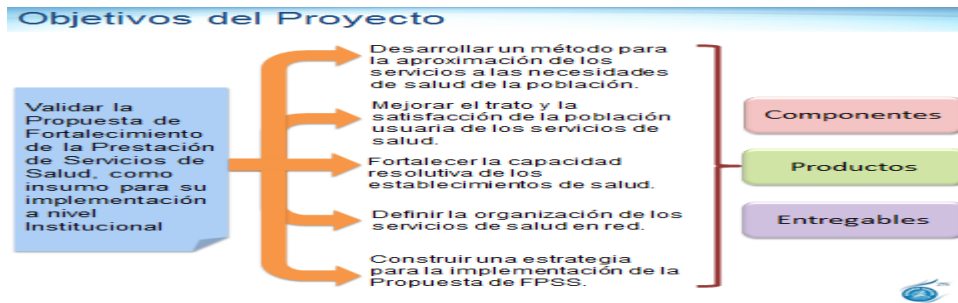 Objetivos del Proyecto
Validar la
Propuesta de
Fortalecimiento
de la Prestación
de Servicios de
Salud, como
insumo para su
implementación
a nivel
Institucional
Desarrollar un método para
la aproximación de los
servicios a las necesidades
de salud de la población.
Mejorar el trato y la
satisfacción de la población
usuaria de los servicios de
salud.
Fortalecer la capacidad
resolutiva de los
establecimientos de salud.
Definir la organización de los
servicios de salud en red.
Construir una estrategia
para la implementación de la
Propuesta de FPSS.
Componentes
Productos
Entregables